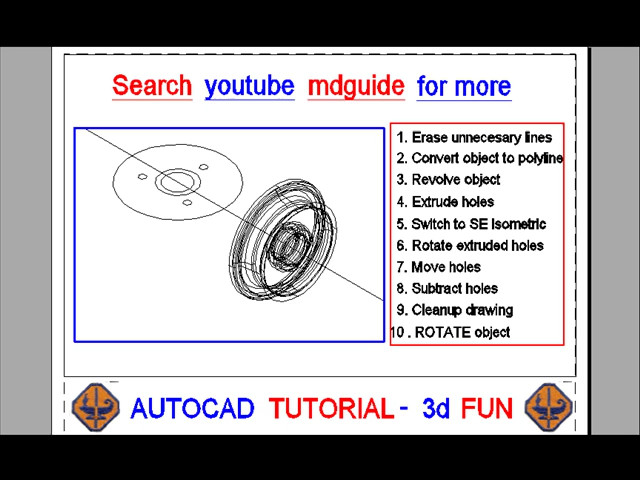 Search youtube mdguide for more
1. Erase unnecesary lines
2. Convert object to polyline
3. Revolve object
4. Extrude holes
5. Switch to SE isometric
6. Rotate extruded holes
7. Move holes
8. Subtract holes
9. Cleanup drawing
10 . ROTATE object
AUTOCAD TUTORIAL - 3d FUN